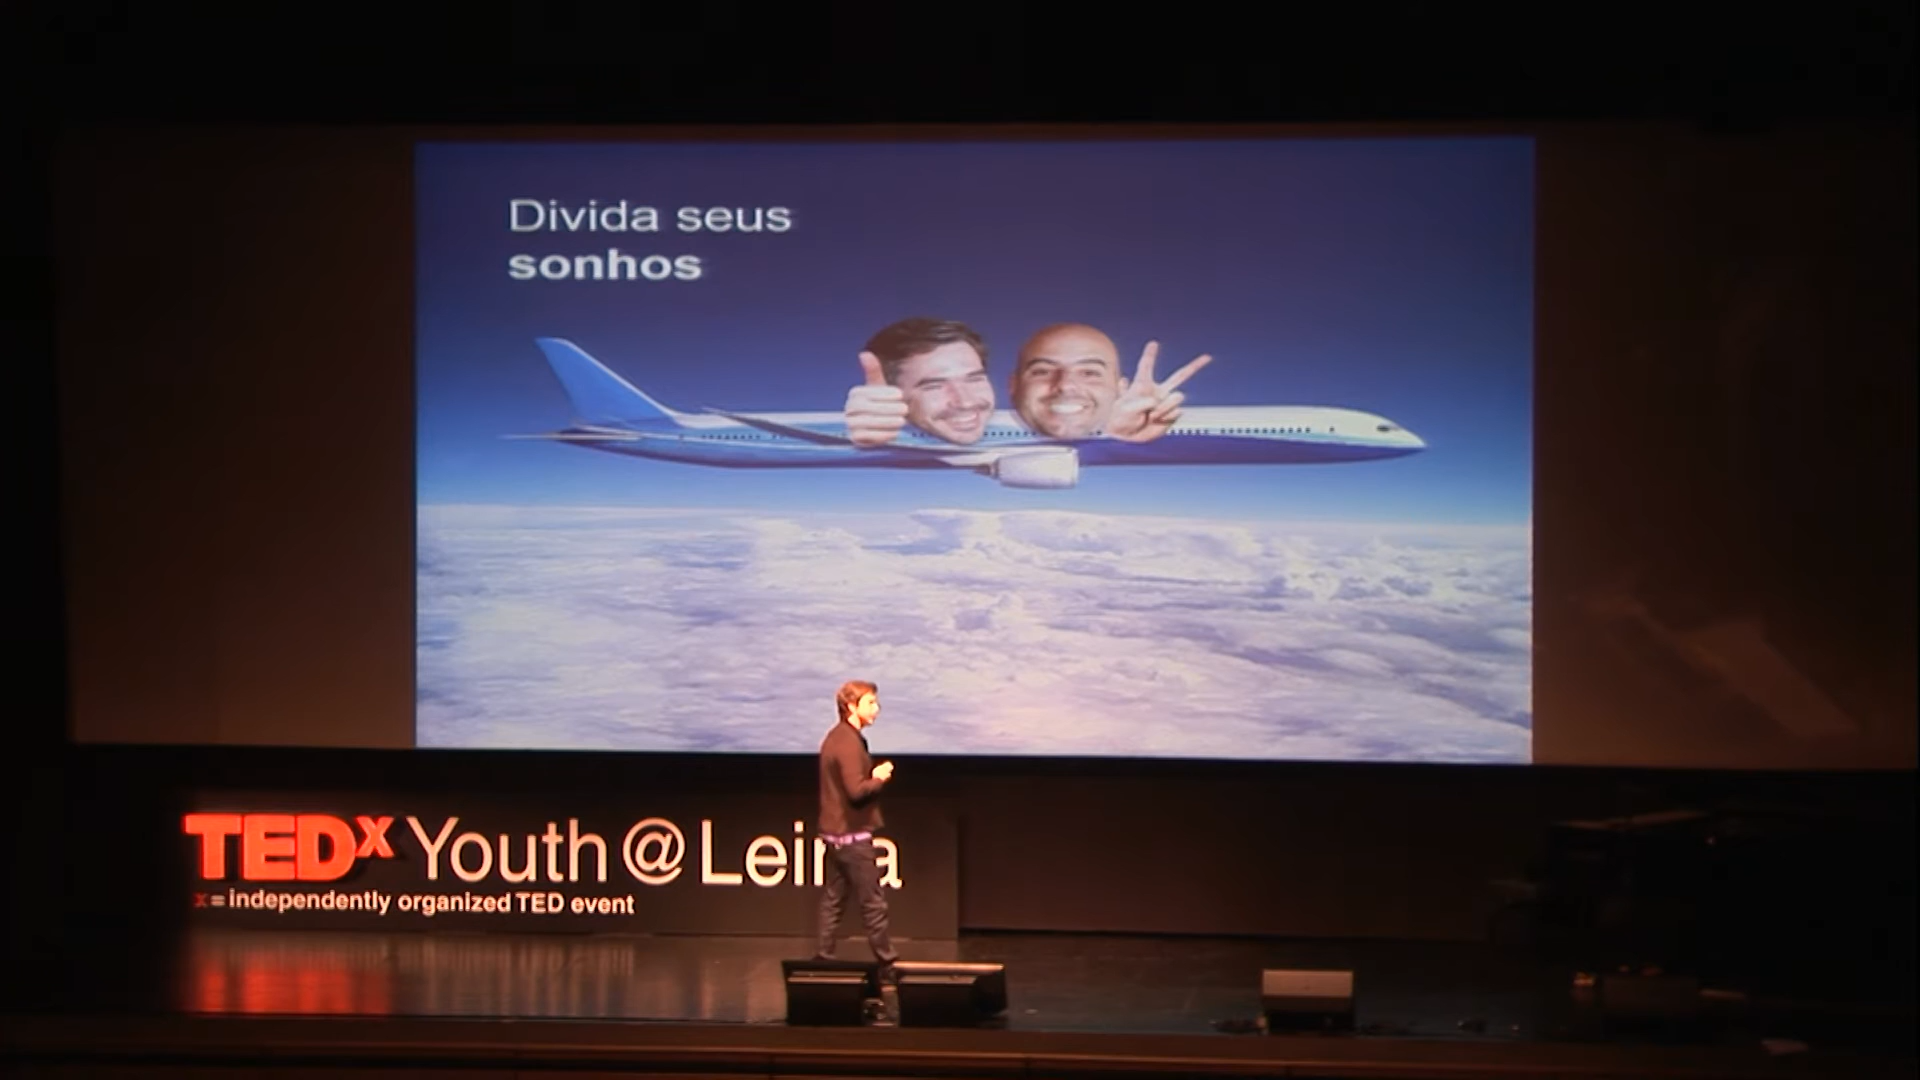 Divida seus
sonhos
TEDx Youth@Lei a
x=independently organized TED event